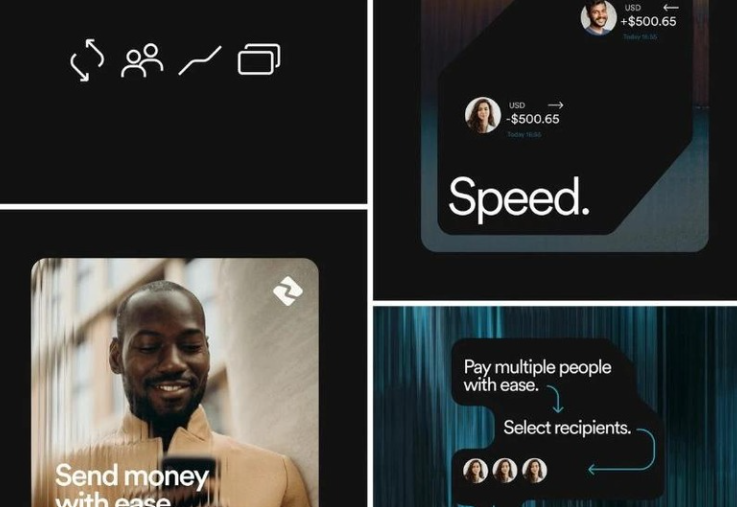 USD
+$500.65
Today 16:50
USD
-$500.65
Today 16:50
Speed.
Send money
with ease
Pay multiple people
with ease.
Select recipients.